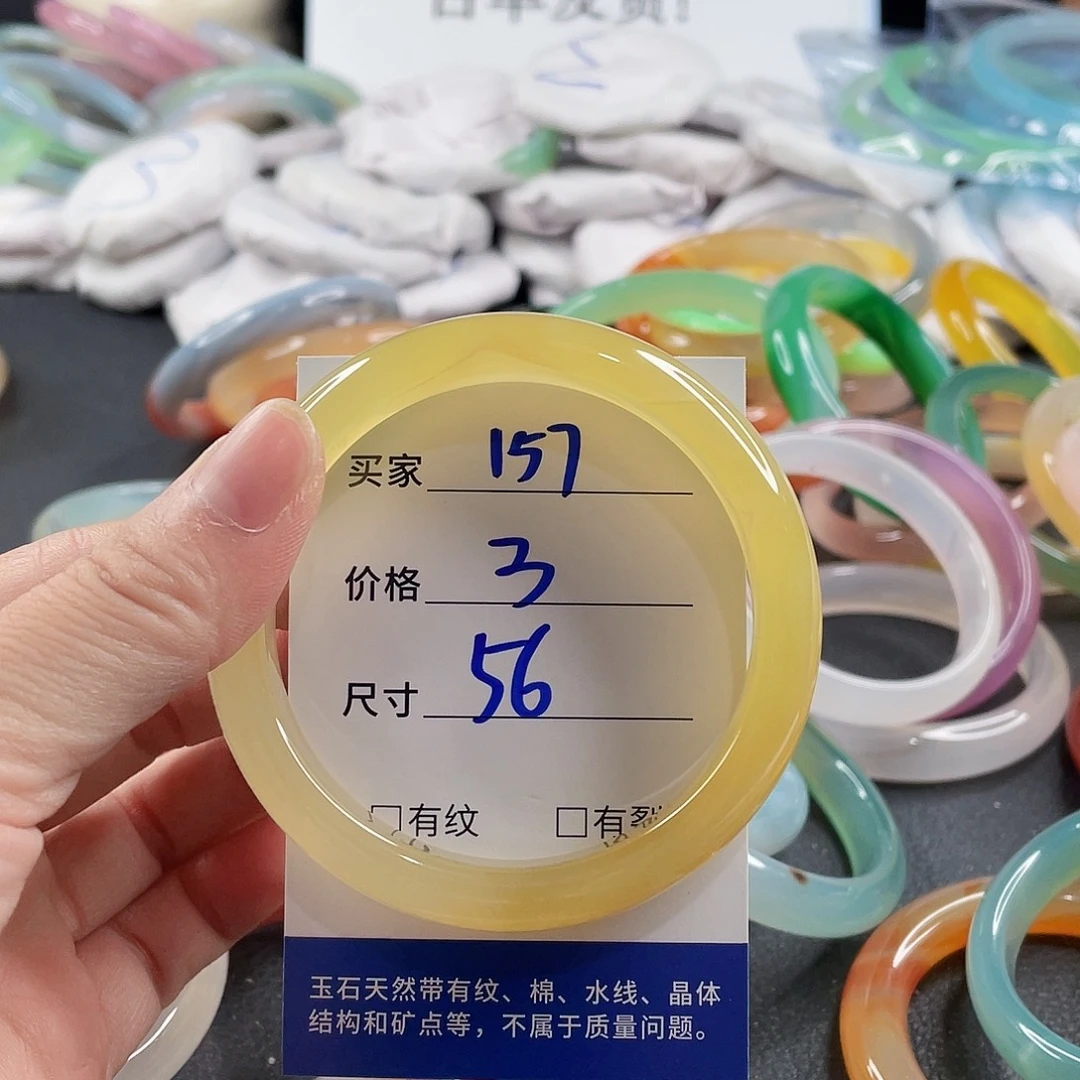 买家 157
价格 3
尺寸 56
□有纹 □有裂
玉石天然带有纹、棉、水线、晶体
结构和矿点等，不属于质量问题。